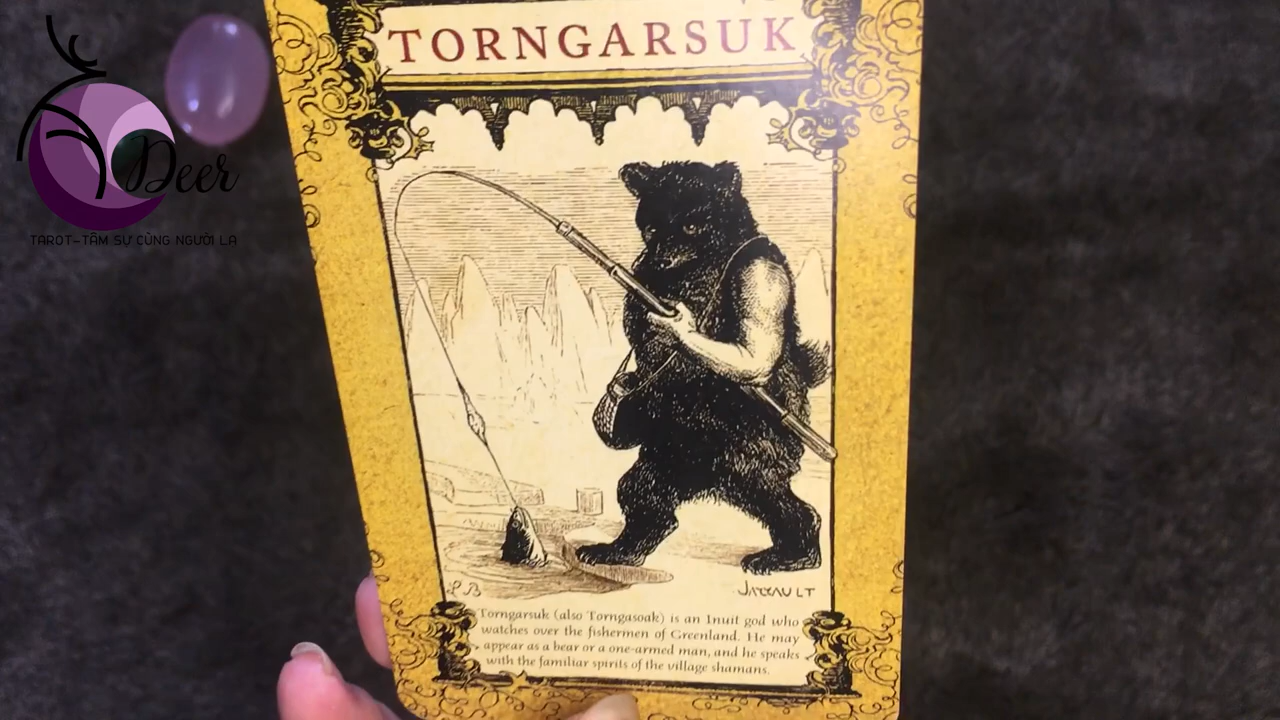 TORNGARSUK
Deer
TAROT-TÂM SỰ CÙNG NGƯỜI LẠ
L B
JARRAULT
Torngarsuk (also Torngasoak) is an Inuit god who
watches over the fishermen of Greenland. He may
appear as a bear or a one-armed man, and he speaks
with the familiar spirits of the village shamans.